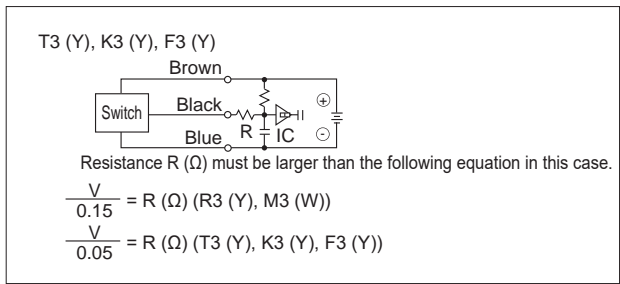 T3 (Y), K3 (Y), F3 (Y)
Brown
Switch
Black
Blue
R
IC
+
-
Resistance R (Ω) must be larger than the following equation in this case.
V
0.15
= R (Ω) (R3 (Y), M3 (W))
V
0.05
= R (Ω) (T3 (Y), K3 (Y), F3 (Y))